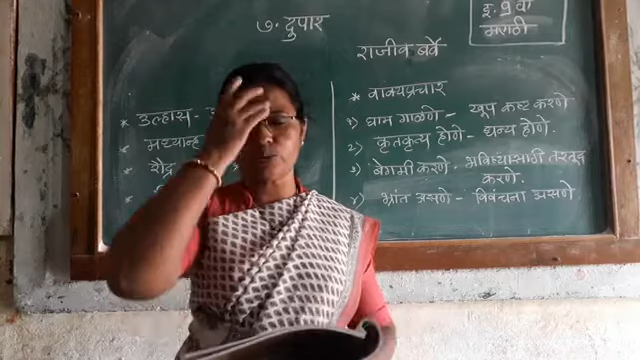 ७. दुपार
इ. ९ वी
मराठी
राजीव बर्वे
* वाक्यप्रचार
१) घाम गाळणे - खूप कष्ट करणे
२) कृतकृत्य होणे - धन्य होणे.
३) बेगमी करणे - भविष्यासाठी तरतूद
करणे.
४) भ्रांत असणे - विवंचना असणे
* उल्हास -
* मध्यान्ह
* रौद्र